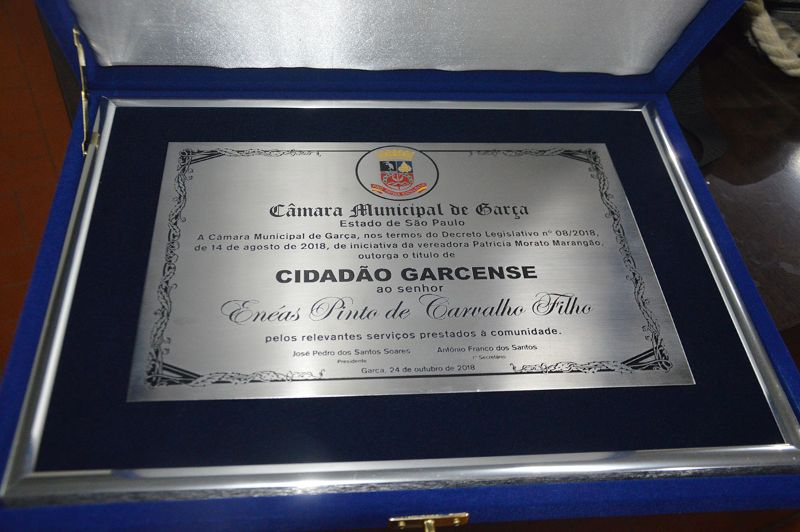 Câmara Municipal de Garça
Estado de São Paulo
A Câmara Municipal de Garça, nos termos do Decreto Legislativo nº 08/2018,
de 14 de agosto de 2018, de iniciativa da vereadora Patricia Morato Marangão,
outorga o titulo de
CIDADÃO GARCENSE
ao senhor
Enéas Pinto de Carvalho Filho
pelos relevantes serviços prestados à comunidade.
José Pedro dos Santos Soares Antônio Franco dos Santos
Presidente 1º Secretário
Garça, 24 de outubro de 2018